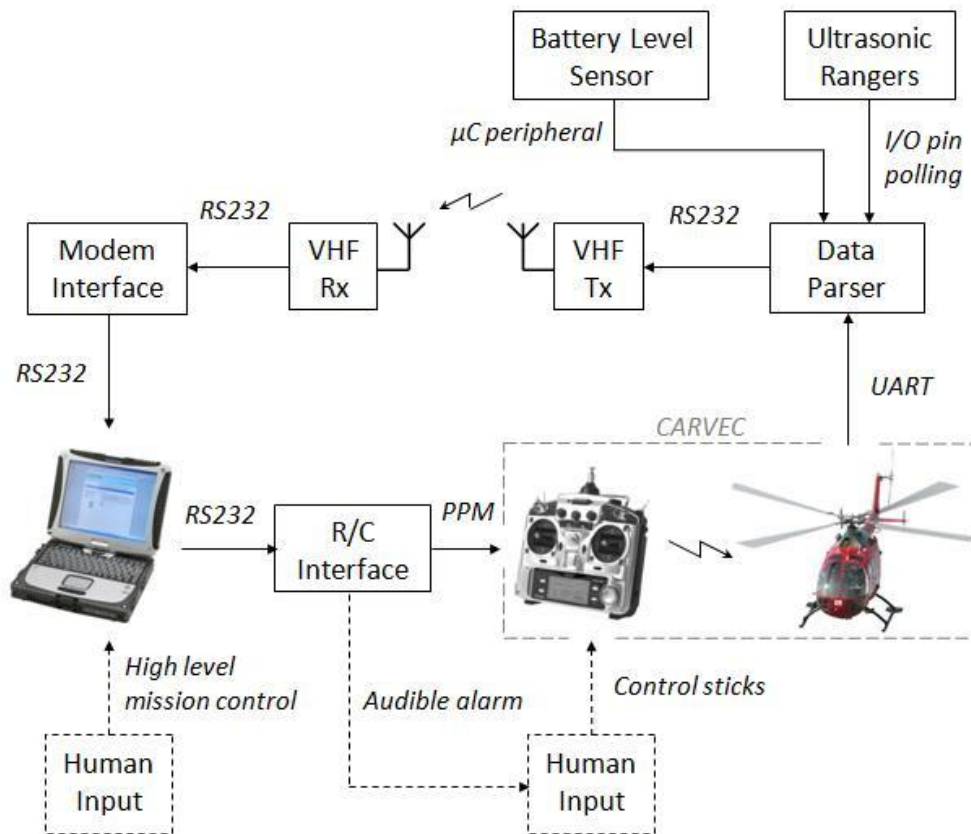 Battery Level
Sensor
Ultrasonic
Rangers
µC peripheral
I/O pin
polling
RS232
RS232
Modem
Interface
VHF
Rx
VHF
Tx
Data
Parser
RS232
UART
CARVEC
RS232
R/C
Interface
PPM
High level
mission control
Audible alarm
Control sticks
Human
Input
Human
Input